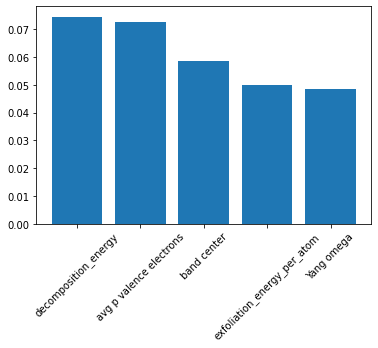 0.07
0.06
0.05
0.04
0.03
0.02
0.01
0.00
decomposition_energy
avg p valence electrons
band center
exfoliation_energy_per_atom
Yang omega